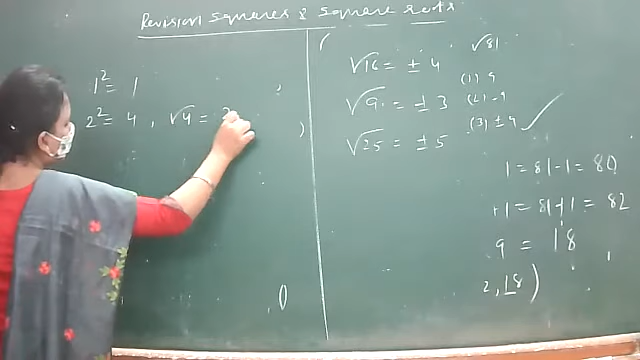 Revision squares & square roots
1² = 1
2² = 4 , √4 = 2
√16 = ± 4
√9 = ± 3
√25 = ± 5
√81
(1) 9
(2) -9
(3) ± 9 ✓
1 = 81 - 1 = 80
+1 = 81 + 1 = 82
9 = 18
2, 18)